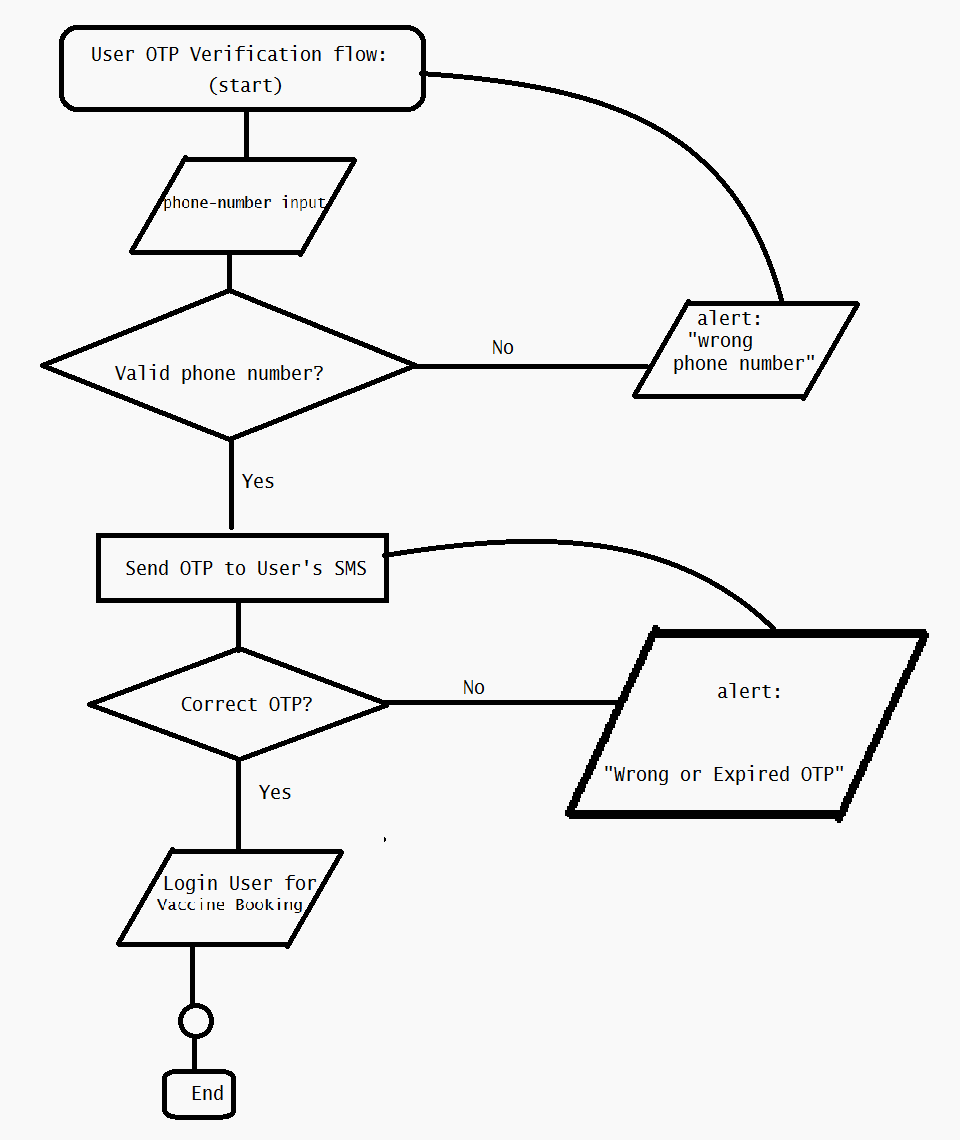 User OTP Verification flow:
(start)
phone-number input
Valid phone number?
No
alert:
"wrong
phone number"
Yes
Send OTP to User's SMS
Correct OTP?
No
alert:
"Wrong or Expired OTP"
Yes
Login User for
Vaccine Booking
End